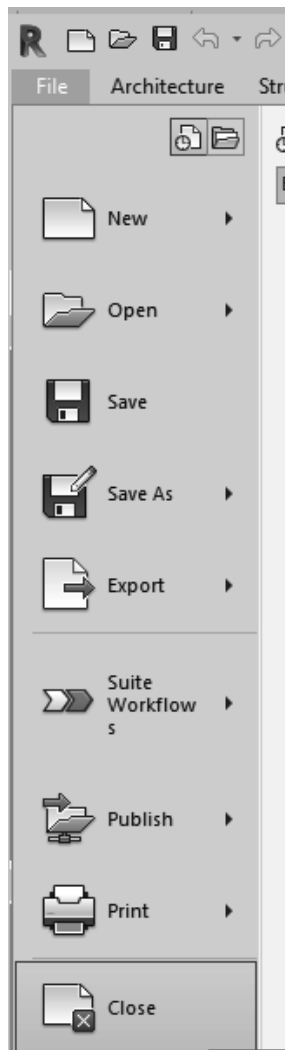 R
File Architecture Str
New
Open
Save
Save As
Export
Suite
Workflow
s
Publish
Print
Close